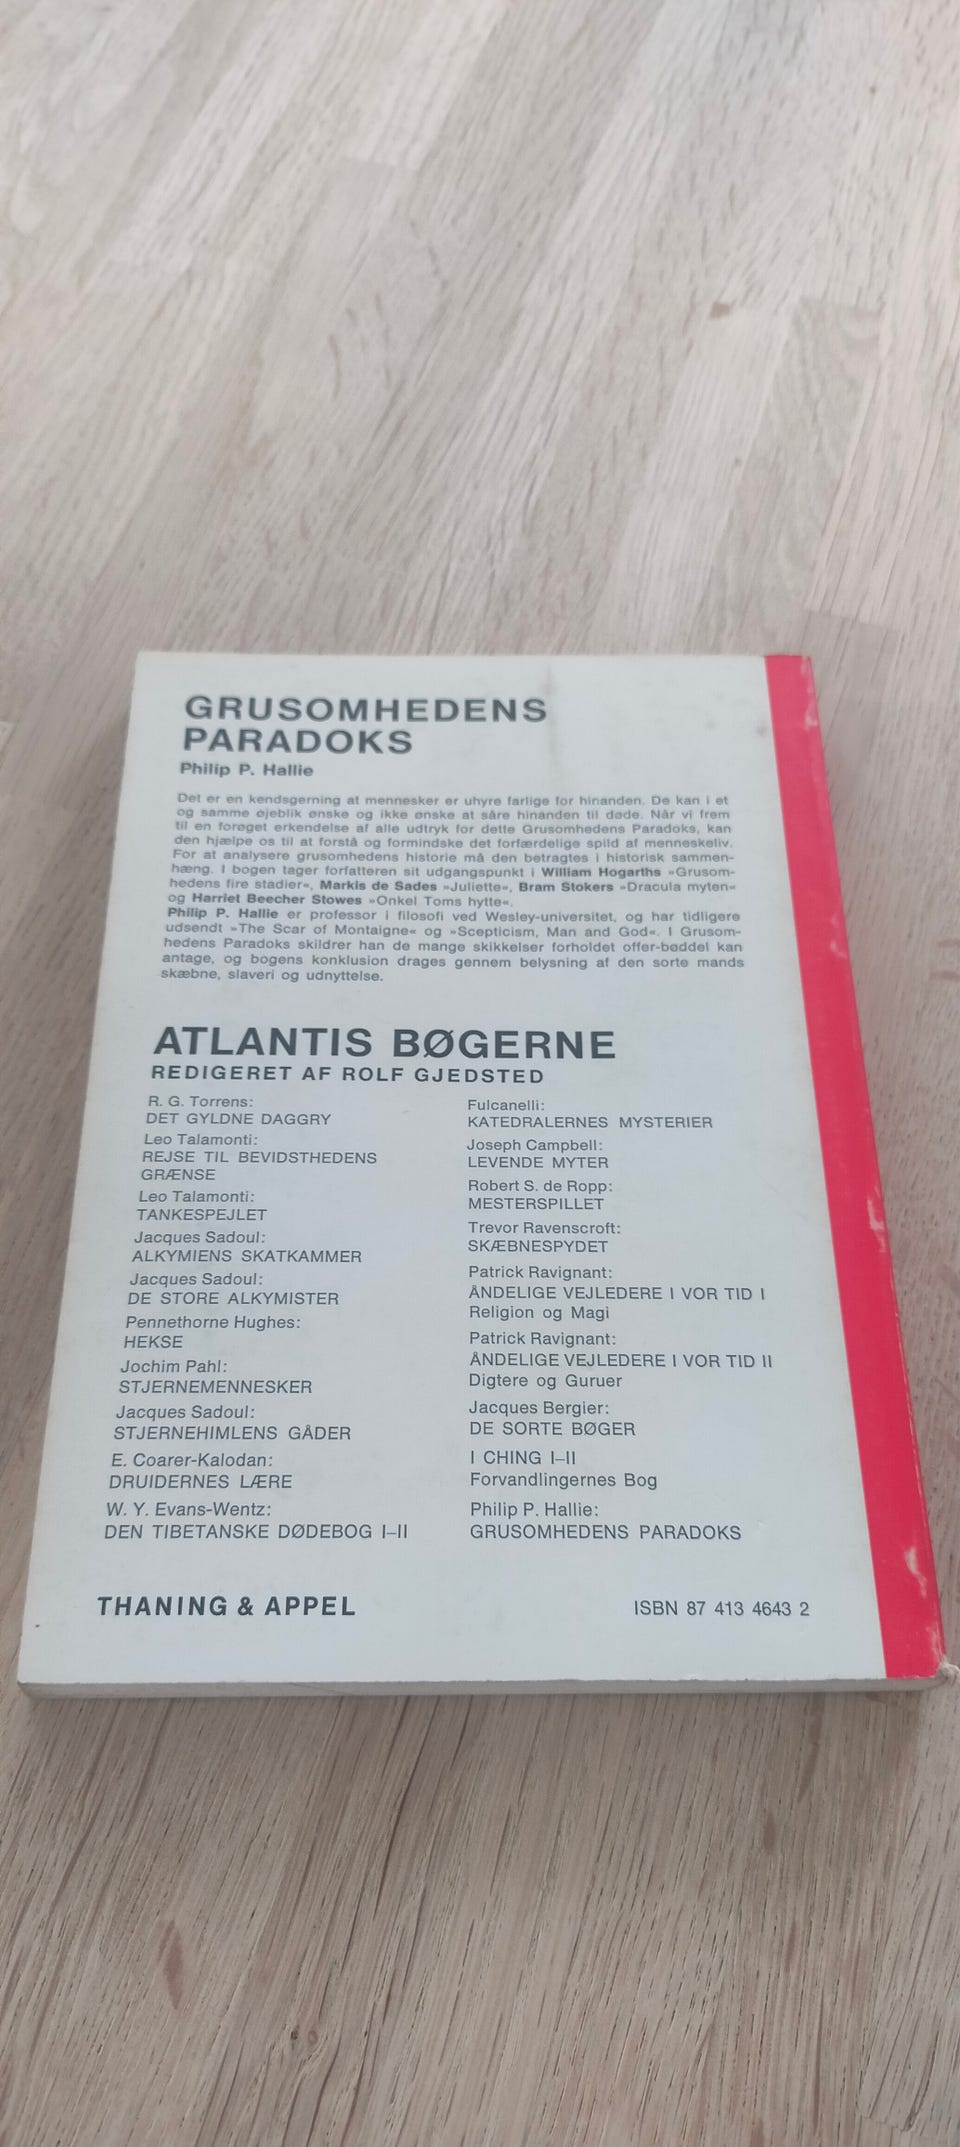 GRUSOMHEDENS
PARADOKS
Philip P. Hallie
Det er en kendsgerning at mennesker er uhyre farlige for hinanden. De kan i et
og samme øjeblik ønske og ikke ønske at såre hinanden til døde. Når vi frem
til en forøget erkendelse af alle udtryk for dette Grusomhedens Paradoks, kan
den hjælpe os til at forstå og formindske det forfærdelige spild af menneskeliv.
For at analysere grusomhedens historie må den betragtes i historisk sammen-
hæng. I bogen tager forfatteren sit udgangspunkt i William Hogarths »Grusom-
hedens fire stadier«, Markis de Sades »Juliette«, Bram Stokers »Dracula myten«
og Harriet Beecher Stowes »Onkel Toms hytte«.
Philip P. Hallie er professor i filosofi ved Wesley-universitet, og har tidligere
udsendt »The Scar of Montaigne« og »Scepticism, Man and God«. I Grusom-
hedens Paradoks skildrer han de mange skikkelser forholdet offer-bøddel kan
antage, og bogens konklusion drages gennem belysning af den sorte mands
skæbne, slaveri og udnyttelse.
ATLANTIS BØGERNE
REDIGERET AF ROLF GJEDSTED
R. G. Torrens:
DET GYLDNE DAGGRY
Leo Talamonti:
REJSE TIL BEVIDSTHEDENS
GRÆNSE
Leo Talamonti:
TANKESPEJLET
Jacques Sadoul:
ALKYMIENS SKATKAMMER
Jacques Sadoul:
DE STORE ALKYMISTER
Pennethorne Hughes:
HEKSE
Jochim Pahl:
STJERNEMENNESKER
Jacques Sadoul:
STJERNEHIMLENS GÅDER
E. Coarer-Kalodan:
DRUIDERNES LÆRE
W. Y. Evans-Wentz:
DEN TIBETANSKE DØDEBOG I–II
Fulcanelli:
KATEDRALERNES MYSTERIER
Joseph Campbell:
LEVENDE MYTER
Robert S. de Ropp:
MESTERSPILLET
Trevor Ravenscroft:
SKÆBNESPYDET
Patrick Ravignant:
ÅNDELIGE VEJLEDERE I VOR TID I
Religion og Magi
Patrick Ravignant:
ÅNDELIGE VEJLEDERE I VOR TID II
Digtere og Guruer
Jacques Bergier:
DE SORTE BØGER
I CHING I–II
Forvandlingernes Bog
Philip P. Hallie:
GRUSOMHEDENS PARADOKS
THANING & APPEL
ISBN 87 413 4643 2